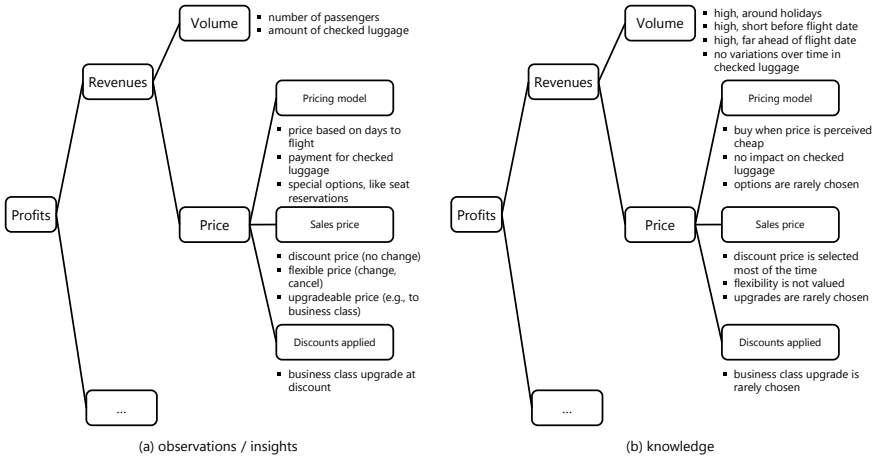 Volume
▪ number of passengers
▪ amount of checked luggage
Revenues
Pricing model
▪ price based on days to
flight
▪ payment for checked
luggage
▪ special options, like seat
reservations
Profits
Price
Sales price
▪ discount price (no change)
▪ flexible price (change,
cancel)
▪ upgradeable price (e.g., to
business class)
Discounts applied
▪ business class upgrade at
discount
...
(a) observations / insights
Volume
▪ high, around holidays
▪ high, short before flight date
▪ high, far ahead of flight date
▪ no variations over time in
checked luggage
Revenues
Pricing model
▪ buy when price is perceived
cheap
▪ no impact on checked
luggage
▪ options are rarely chosen
Profits
Price
Sales price
▪ discount price is selected
most of the time
▪ flexibility is not valued
▪ upgrades are rarely chosen
Discounts applied
▪ business class upgrade is
rarely chosen
...
(b) knowledge